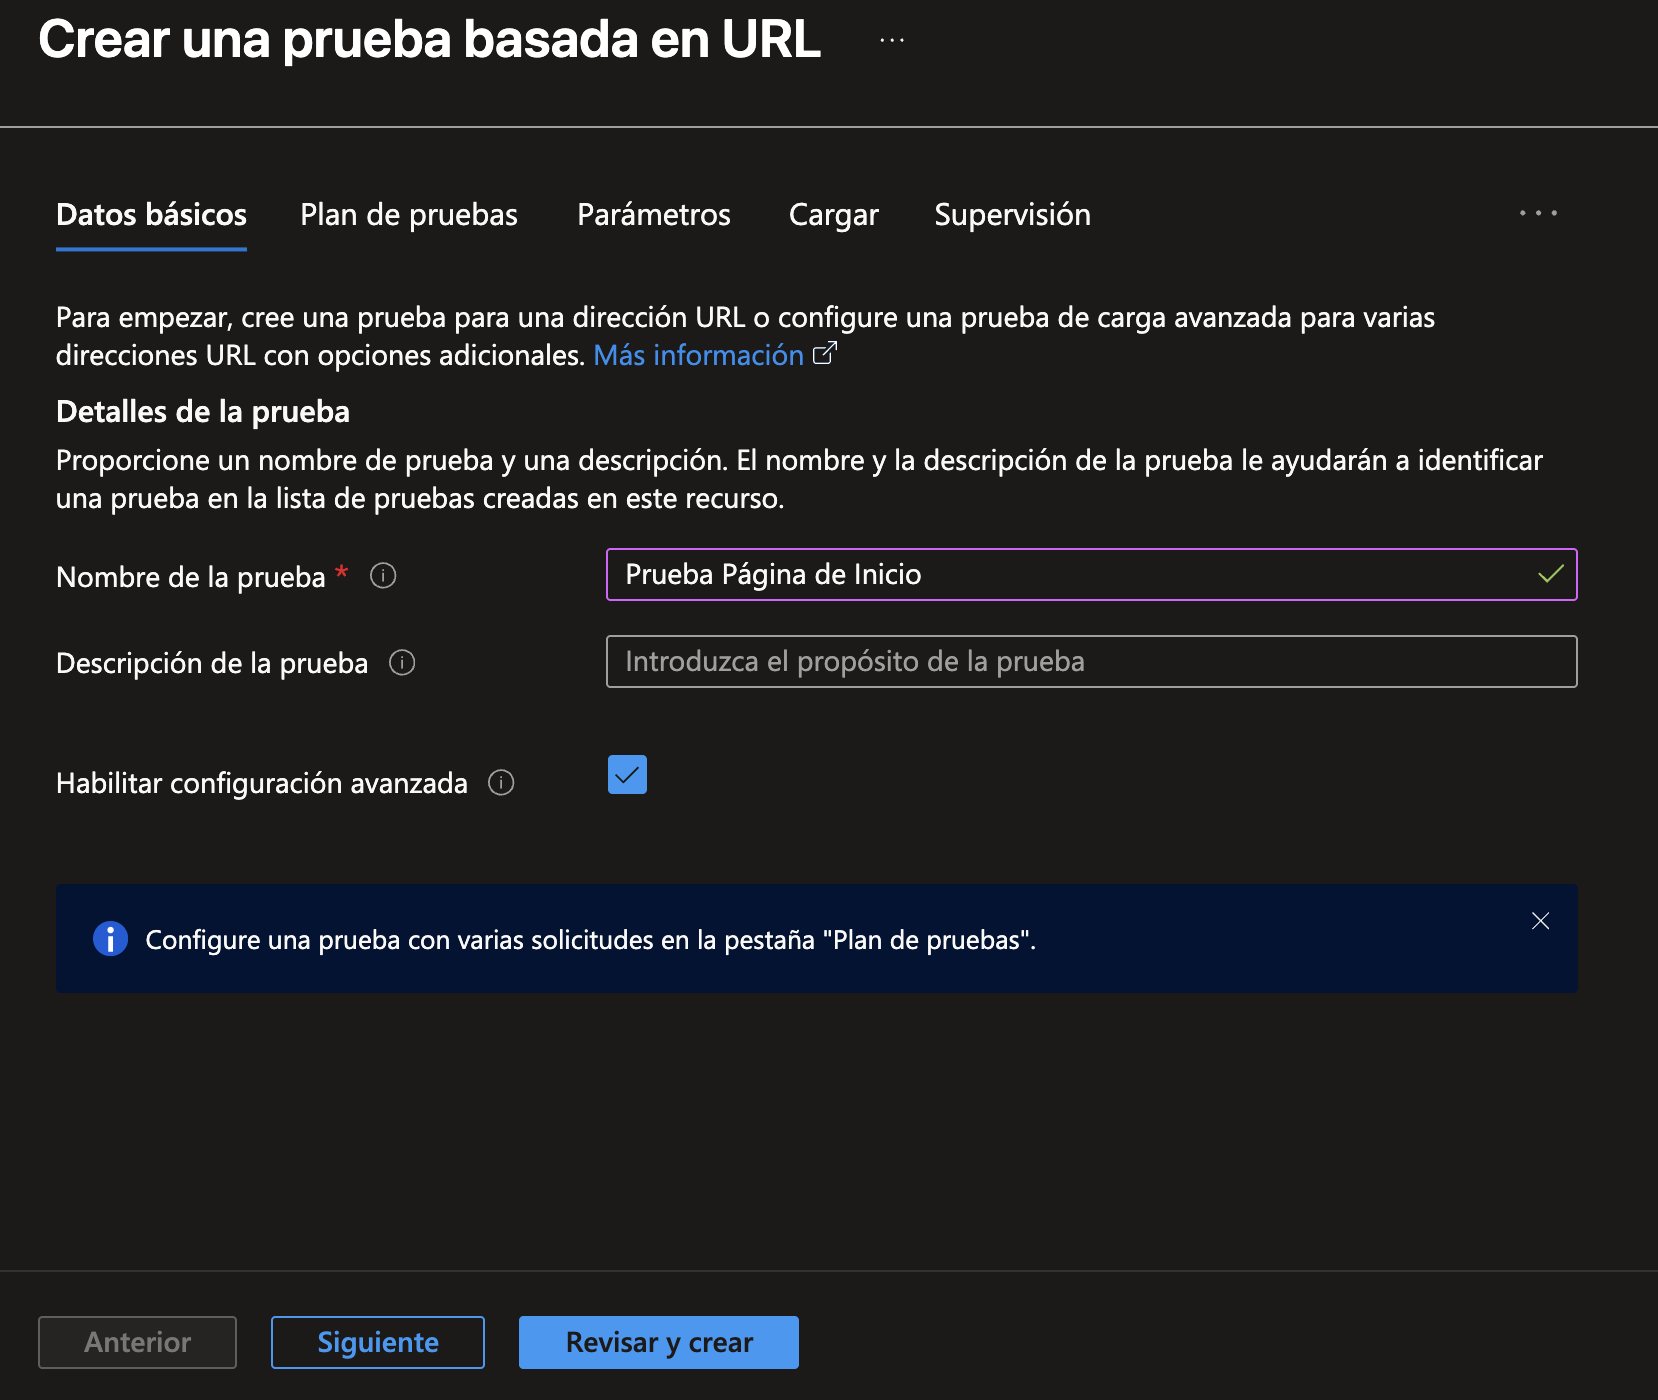 Crear una prueba basada en URL ...
Datos básicos Plan de pruebas Parámetros Cargar Supervisión ...
Para empezar, cree una prueba para una dirección URL o configure una prueba de carga avanzada para varias
direcciones URL con opciones adicionales. Más información
Detalles de la prueba
Proporcione un nombre de prueba y una descripción. El nombre y la descripción de la prueba le ayudarán a identificar
una prueba en la lista de pruebas creadas en este recurso.
Nombre de la prueba * Prueba Página de Inicio
Descripción de la prueba Introduzca el propósito de la prueba
Habilitar configuración avanzada
Configure una prueba con varias solicitudes en la pestaña "Plan de pruebas".
Anterior Siguiente Revisar y crear